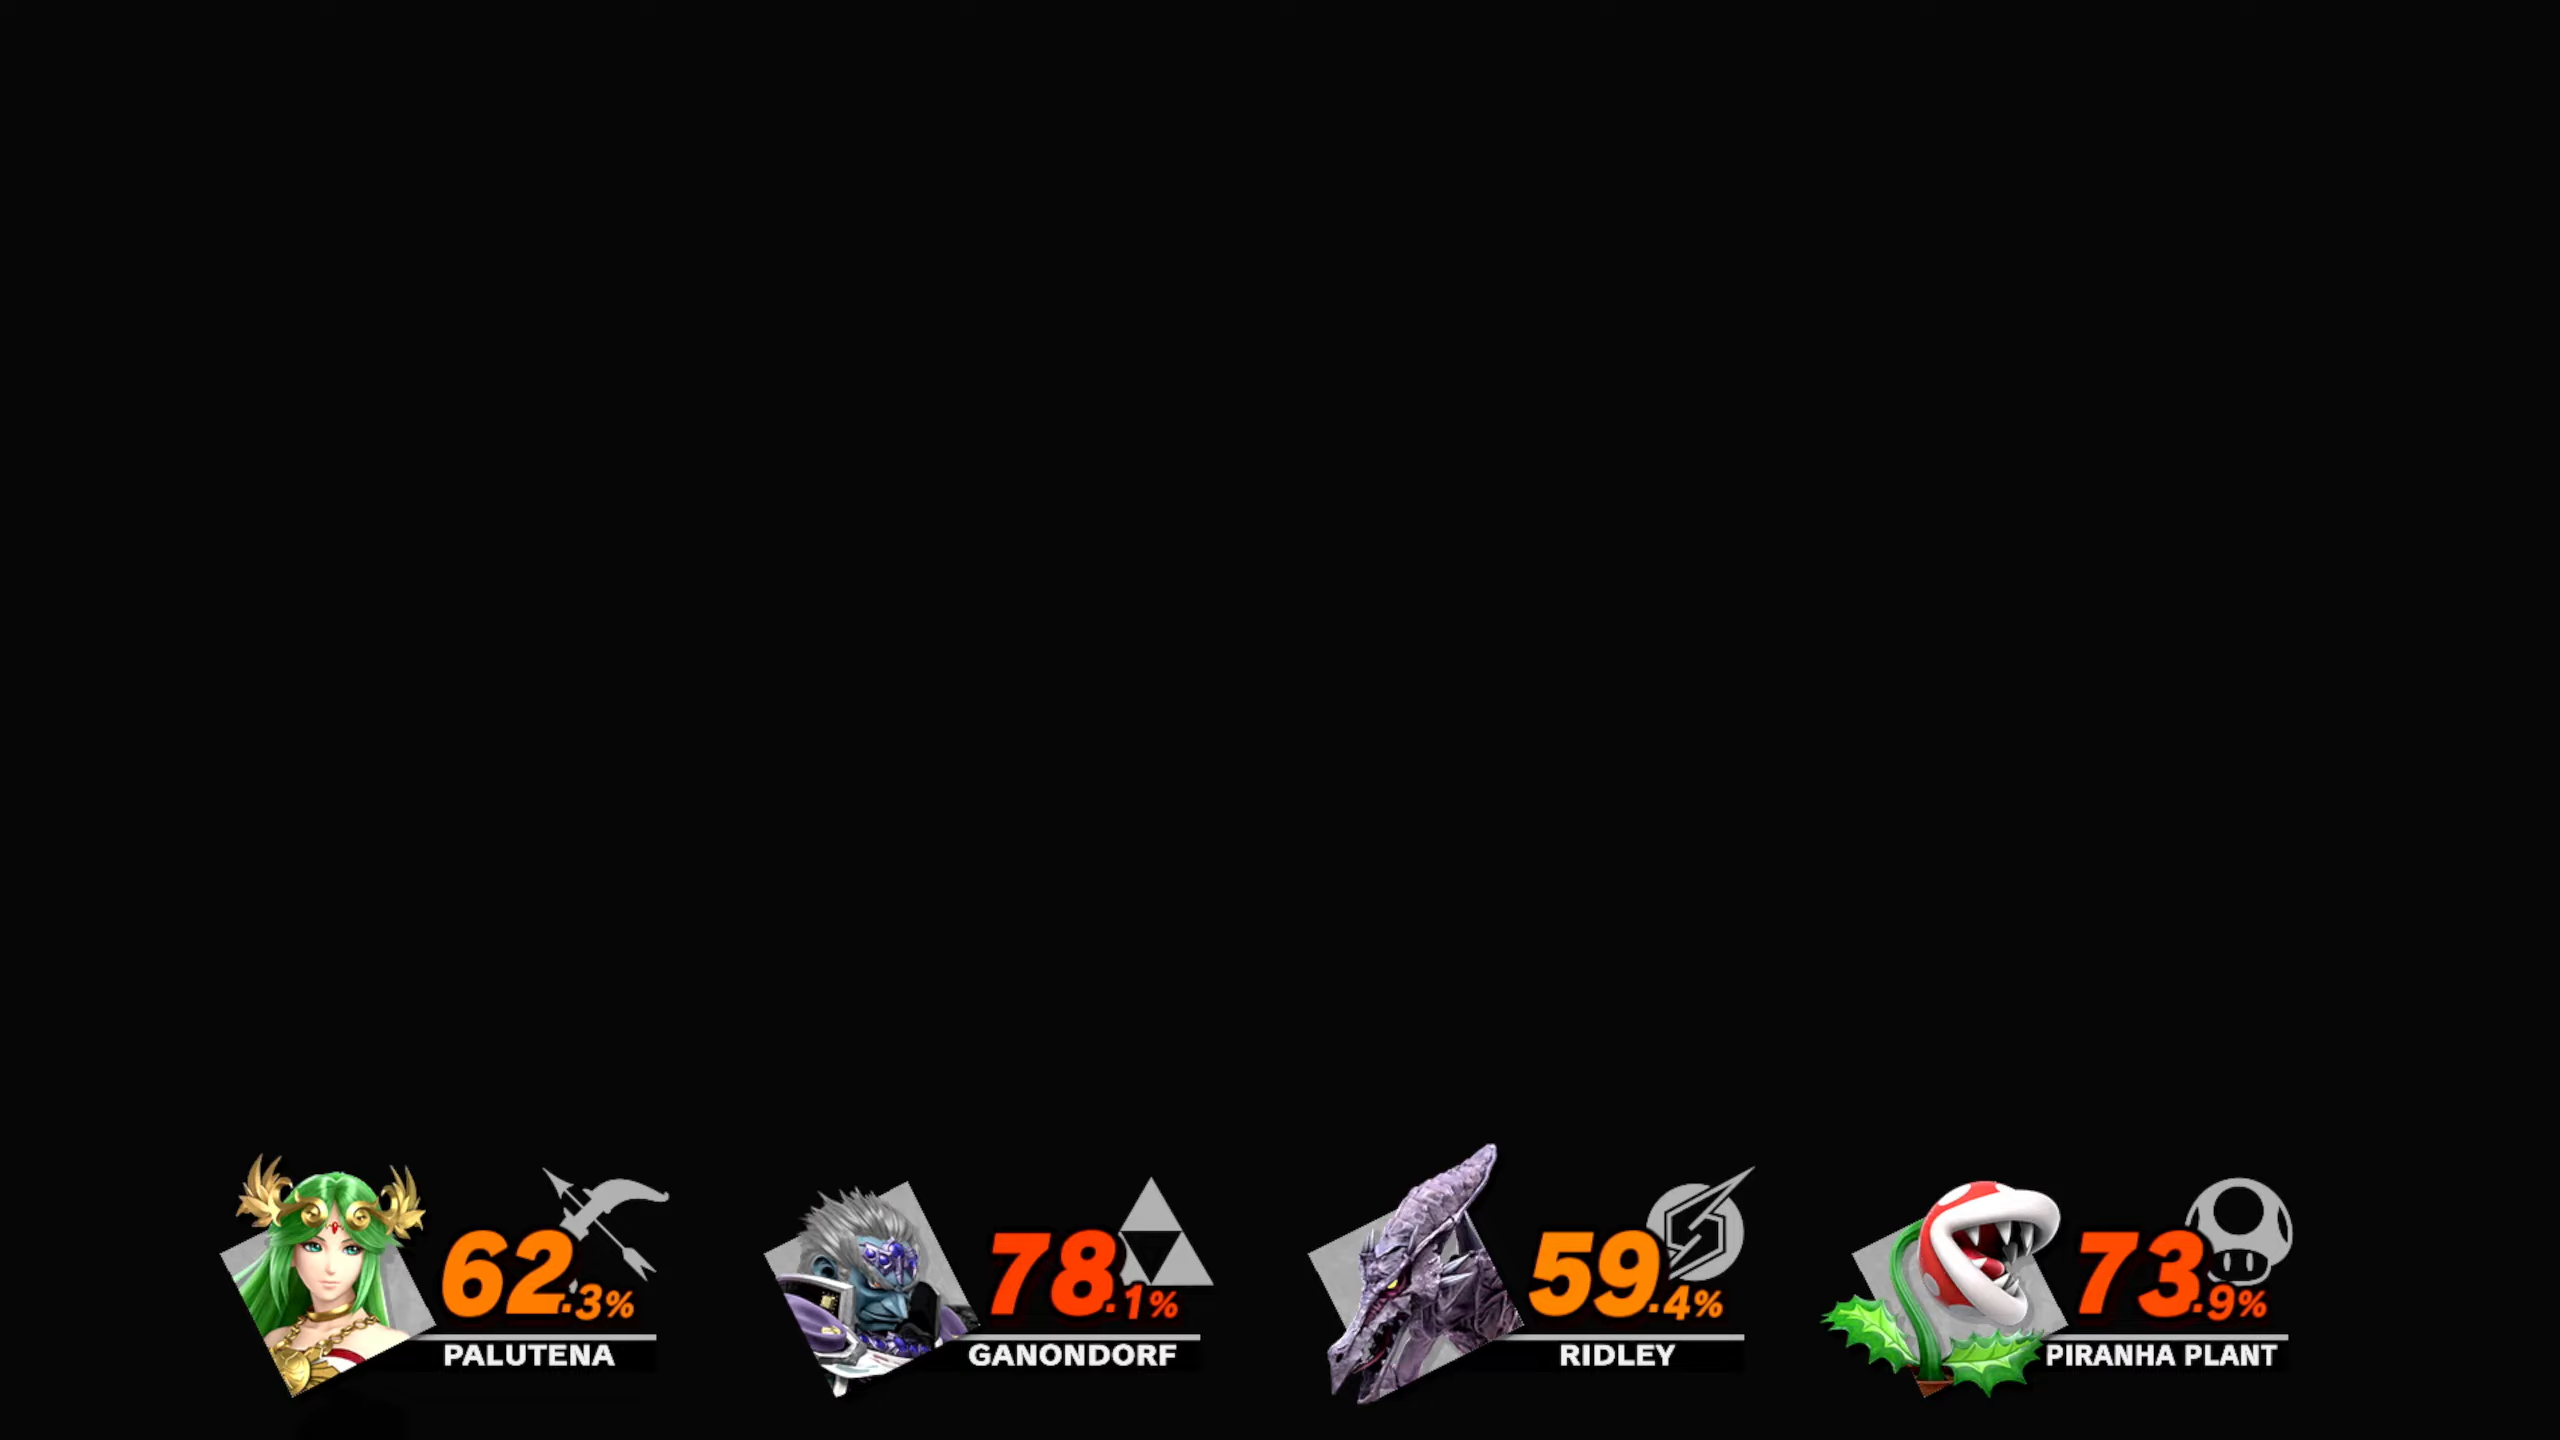 62.3%
PALUTENA
78.1%
GANONDORF
59.4%
RIDLEY
73.9%
PIRANHA PLANT